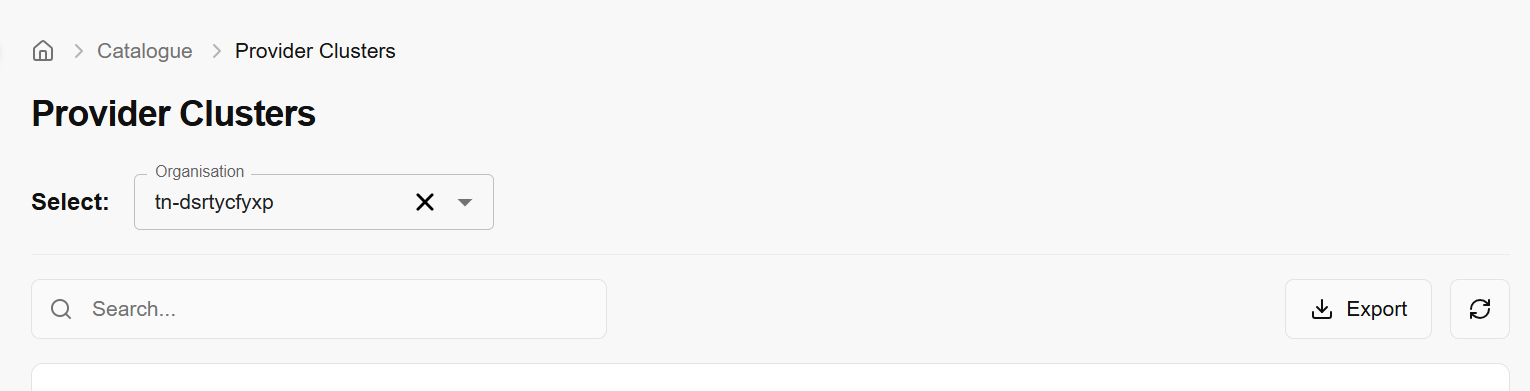 Catalogue Provider Clusters
Provider Clusters
Organisation
Select: tn-dsrtycfyxp
Search... Export